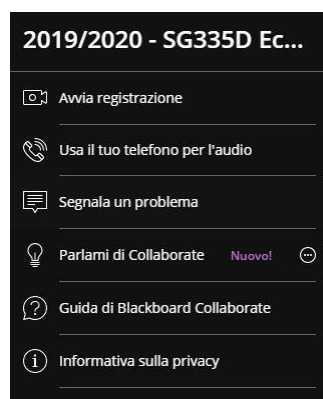 2019/2020 - SG335D Ec...
Avvia registrazione
Usa il tuo telefono per l'audio
Segnala un problema
Parlami di Collaborate Nuovo!
Guida di Blackboard Collaborate
Informativa sulla privacy